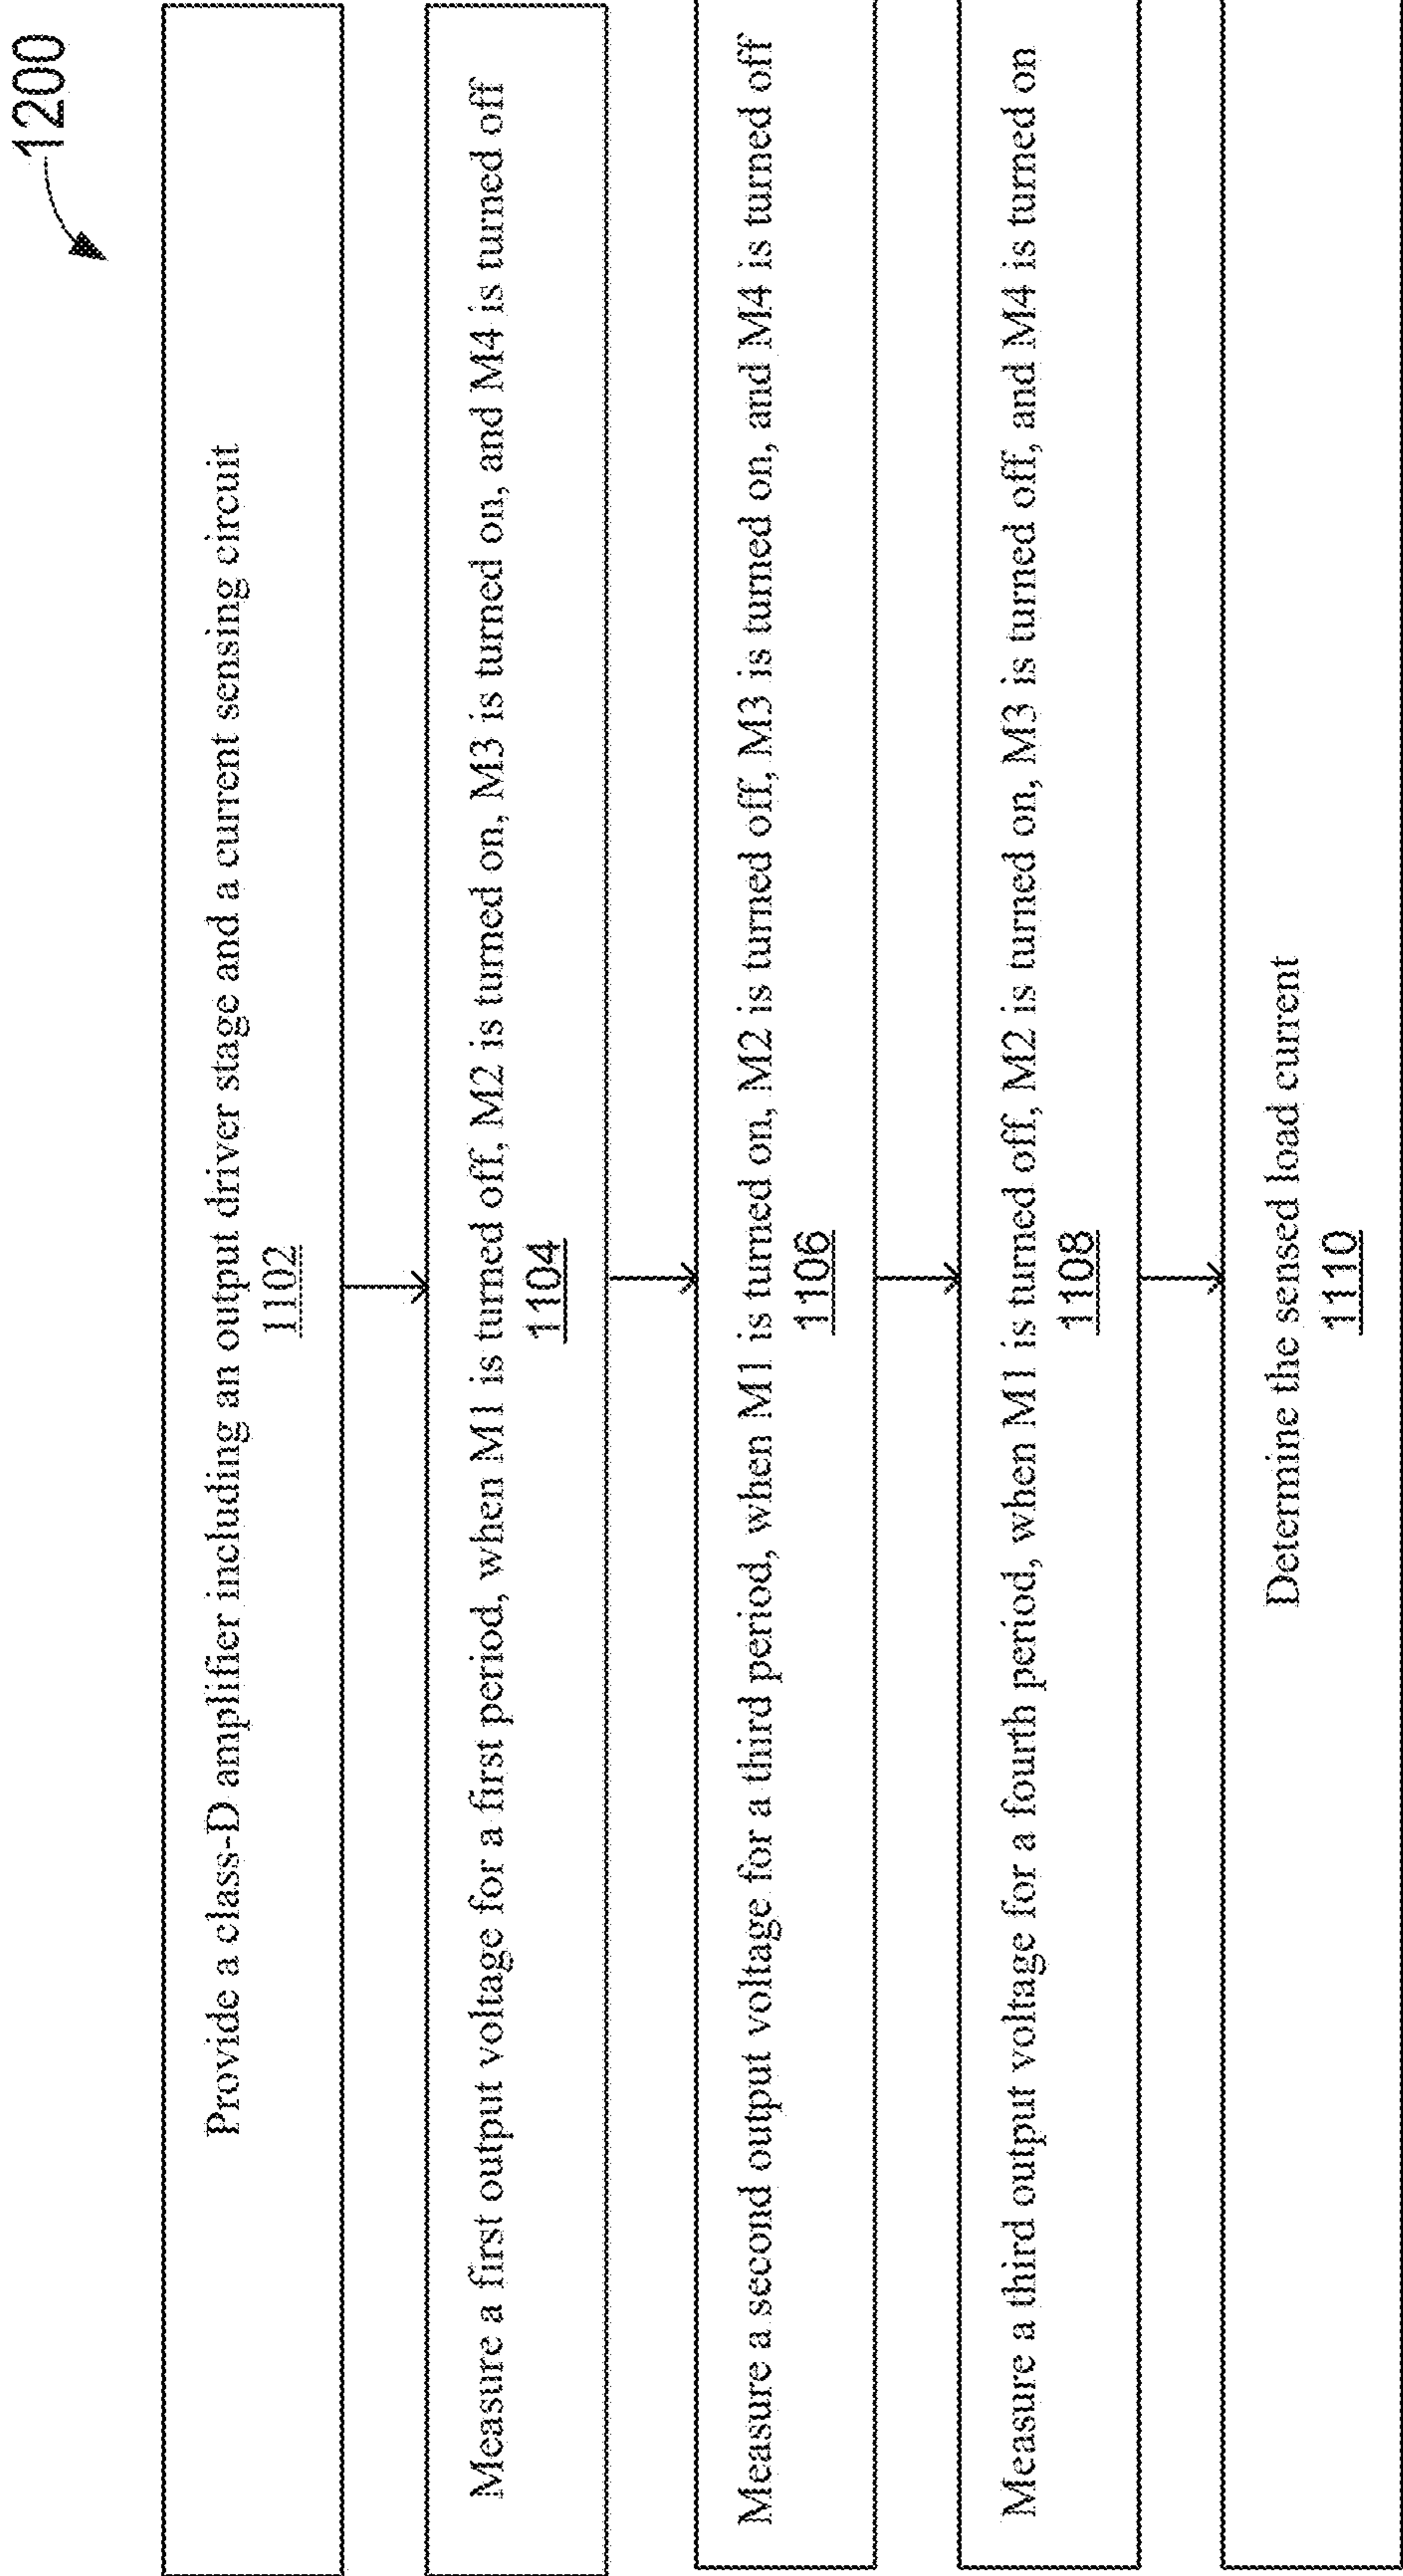 1200
Provide a class-D amplifier including an output driver stage and a current sensing circuit
1102
Measure a first output voltage for a first period, when M1 is turned off, M2 is turned on, M3 is turned on, and M4 is turned off
1104
Measure a second output voltage for a third period, when M1 is turned on, M2 is turned off, M3 is turned on, and M4 is turned off
1106
Measure a third output voltage for a fourth period, when M1 is turned off, M2 is turned on, M3 is turned off, and M4 is turned on
1108
Determine the sensed load current
1110